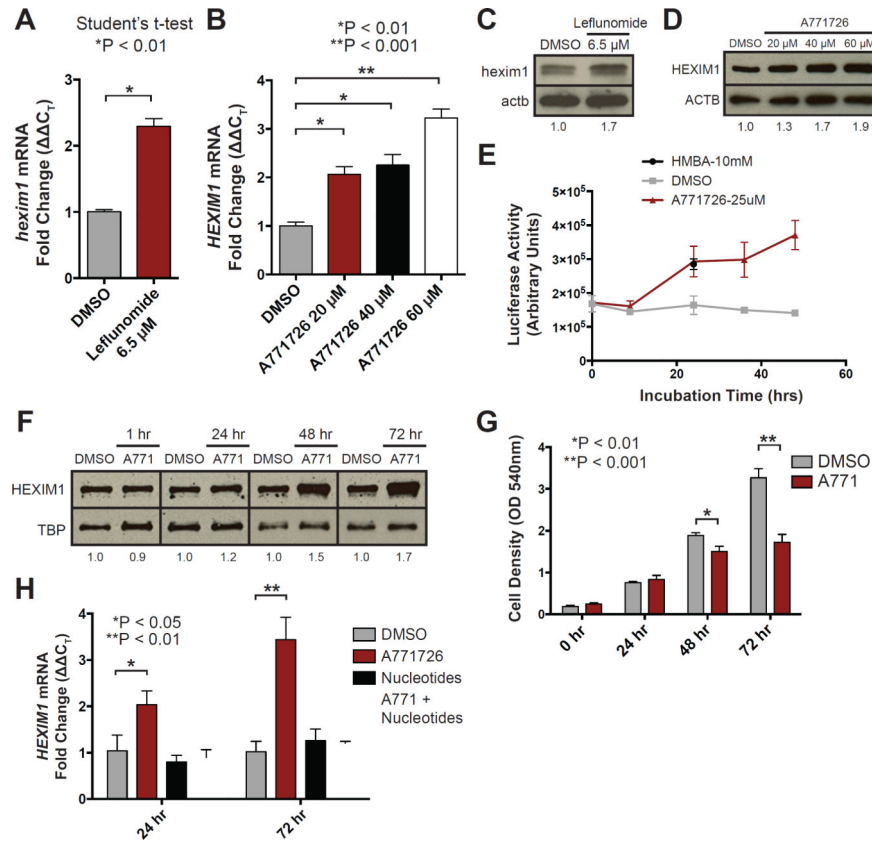 A
Student's t-test
*P < 0.01
hexim1 mRNA
Fold Change (ΔΔCT)
3
2
1
0
*
DMSO
Leflunomide
6.5 µM
B
*P < 0.01
**P < 0.001
HEXIM1 mRNA
Fold Change (ΔΔCT)
4
3
2
1
0
**
*
*
DMSO
A771726 20 µM
A771726 40 µM
A771726 60 µM
C
Leflunomide
DMSO 6.5 µM
hexim1
actb
1.0 1.7
D
A771726
DMSO 20 µM 40 µM 60 µM
HEXIM1
ACTB
1.0 1.3 1.7 1.9
E
HMBA-10mM
DMSO
A771726-25uM
Luciferase Activity
(Arbitrary Units)
5×10⁵
4×10⁵
3×10⁵
2×10⁵
1×10⁵
0
0 20 40 60
Incubation Time (hrs)
F
1 hr 24 hr 48 hr 72 hr
DMSO A771 DMSO A771 DMSO A771 DMSO A771
HEXIM1
TBP
1.0 0.9 1.0 1.2 1.0 1.5 1.0 1.7
G
*P < 0.01
**P < 0.001
DMSO
A771
Cell Density (OD 540nm)
4
3
2
1
0
*
**
0 hr
24 hr
48 hr
72 hr
H
*P < 0.05
**P < 0.01
HEXIM1 mRNA
Fold Change (ΔΔCT)
4
3
2
1
0
*
**
DMSO
A771726
Nucleotides
A771 +
Nucleotides
24 hr
72 hr